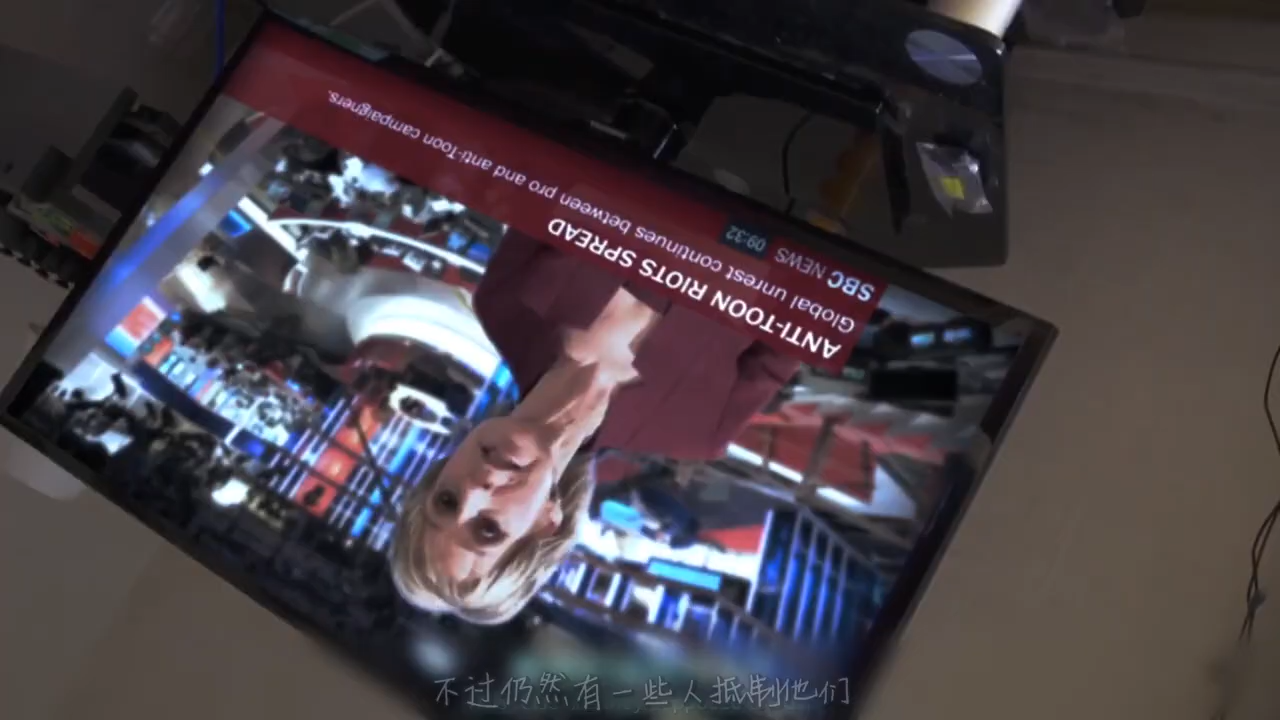 ANTI-TOON RIOTS SPREAD
Global unrest continues between pro and anti-Toon campaigners.
SBC NEWS 09:32
不过仍然有一些人抵制他们